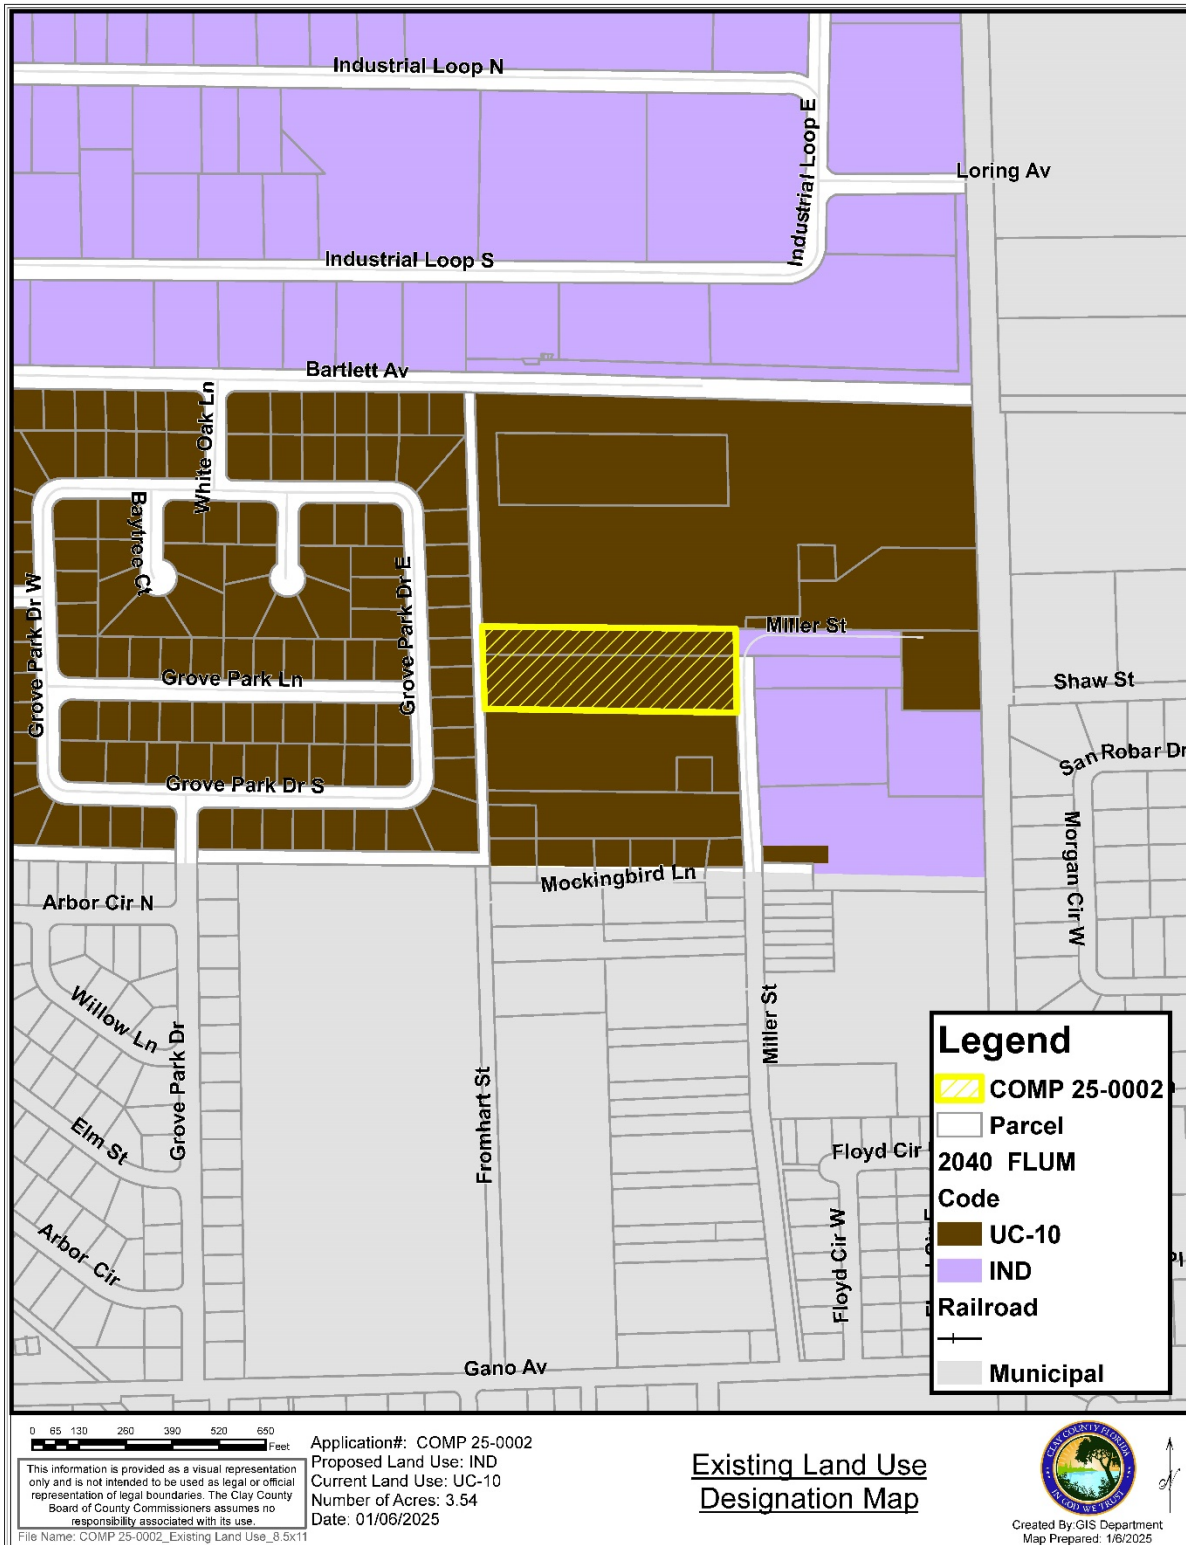 Industrial Loop N
Industrial Loop E
Loring Av
Industrial Loop S
Bartlett Av
White Oak Ln
Baytree Ct
Grove Park Dr W
Grove Park Dr E
Miller St
Grove Park Ln
Shaw St
San Robar Dr
Grove Park Dr S
Morgan Cir W
Mockingbird Ln
Arbor Cir N
Willow Ln
Grove Park Dr
Miller St
Fromhart St
Elm St
Arbor Cir
Floyd Cir
Floyd Cir W
Gano Av
Legend
COMP 25-0002
Parcel
2040 FLUM
Code
UC-10
IND
Railroad
Municipal
0 65 130 260 390 520 650
Feet
This information is provided as a visual representation
only and is not intended to be used as legal or official
representation of legal boundaries. The Clay County
Board of County Commissioners assumes no
responsibility associated with its use.
File Name: COMP 25-0002_Existing Land Use_8.5x11
Application#: COMP 25-0002
Proposed Land Use: IND
Current Land Use: UC-10
Number of Acres: 3.54
Date: 01/06/2025
Existing Land Use
Designation Map
CLAY COUNTY FLORIDA
IN GOD WE TRUST
N
Created By:GIS Department
Map Prepared: 1/6/2025